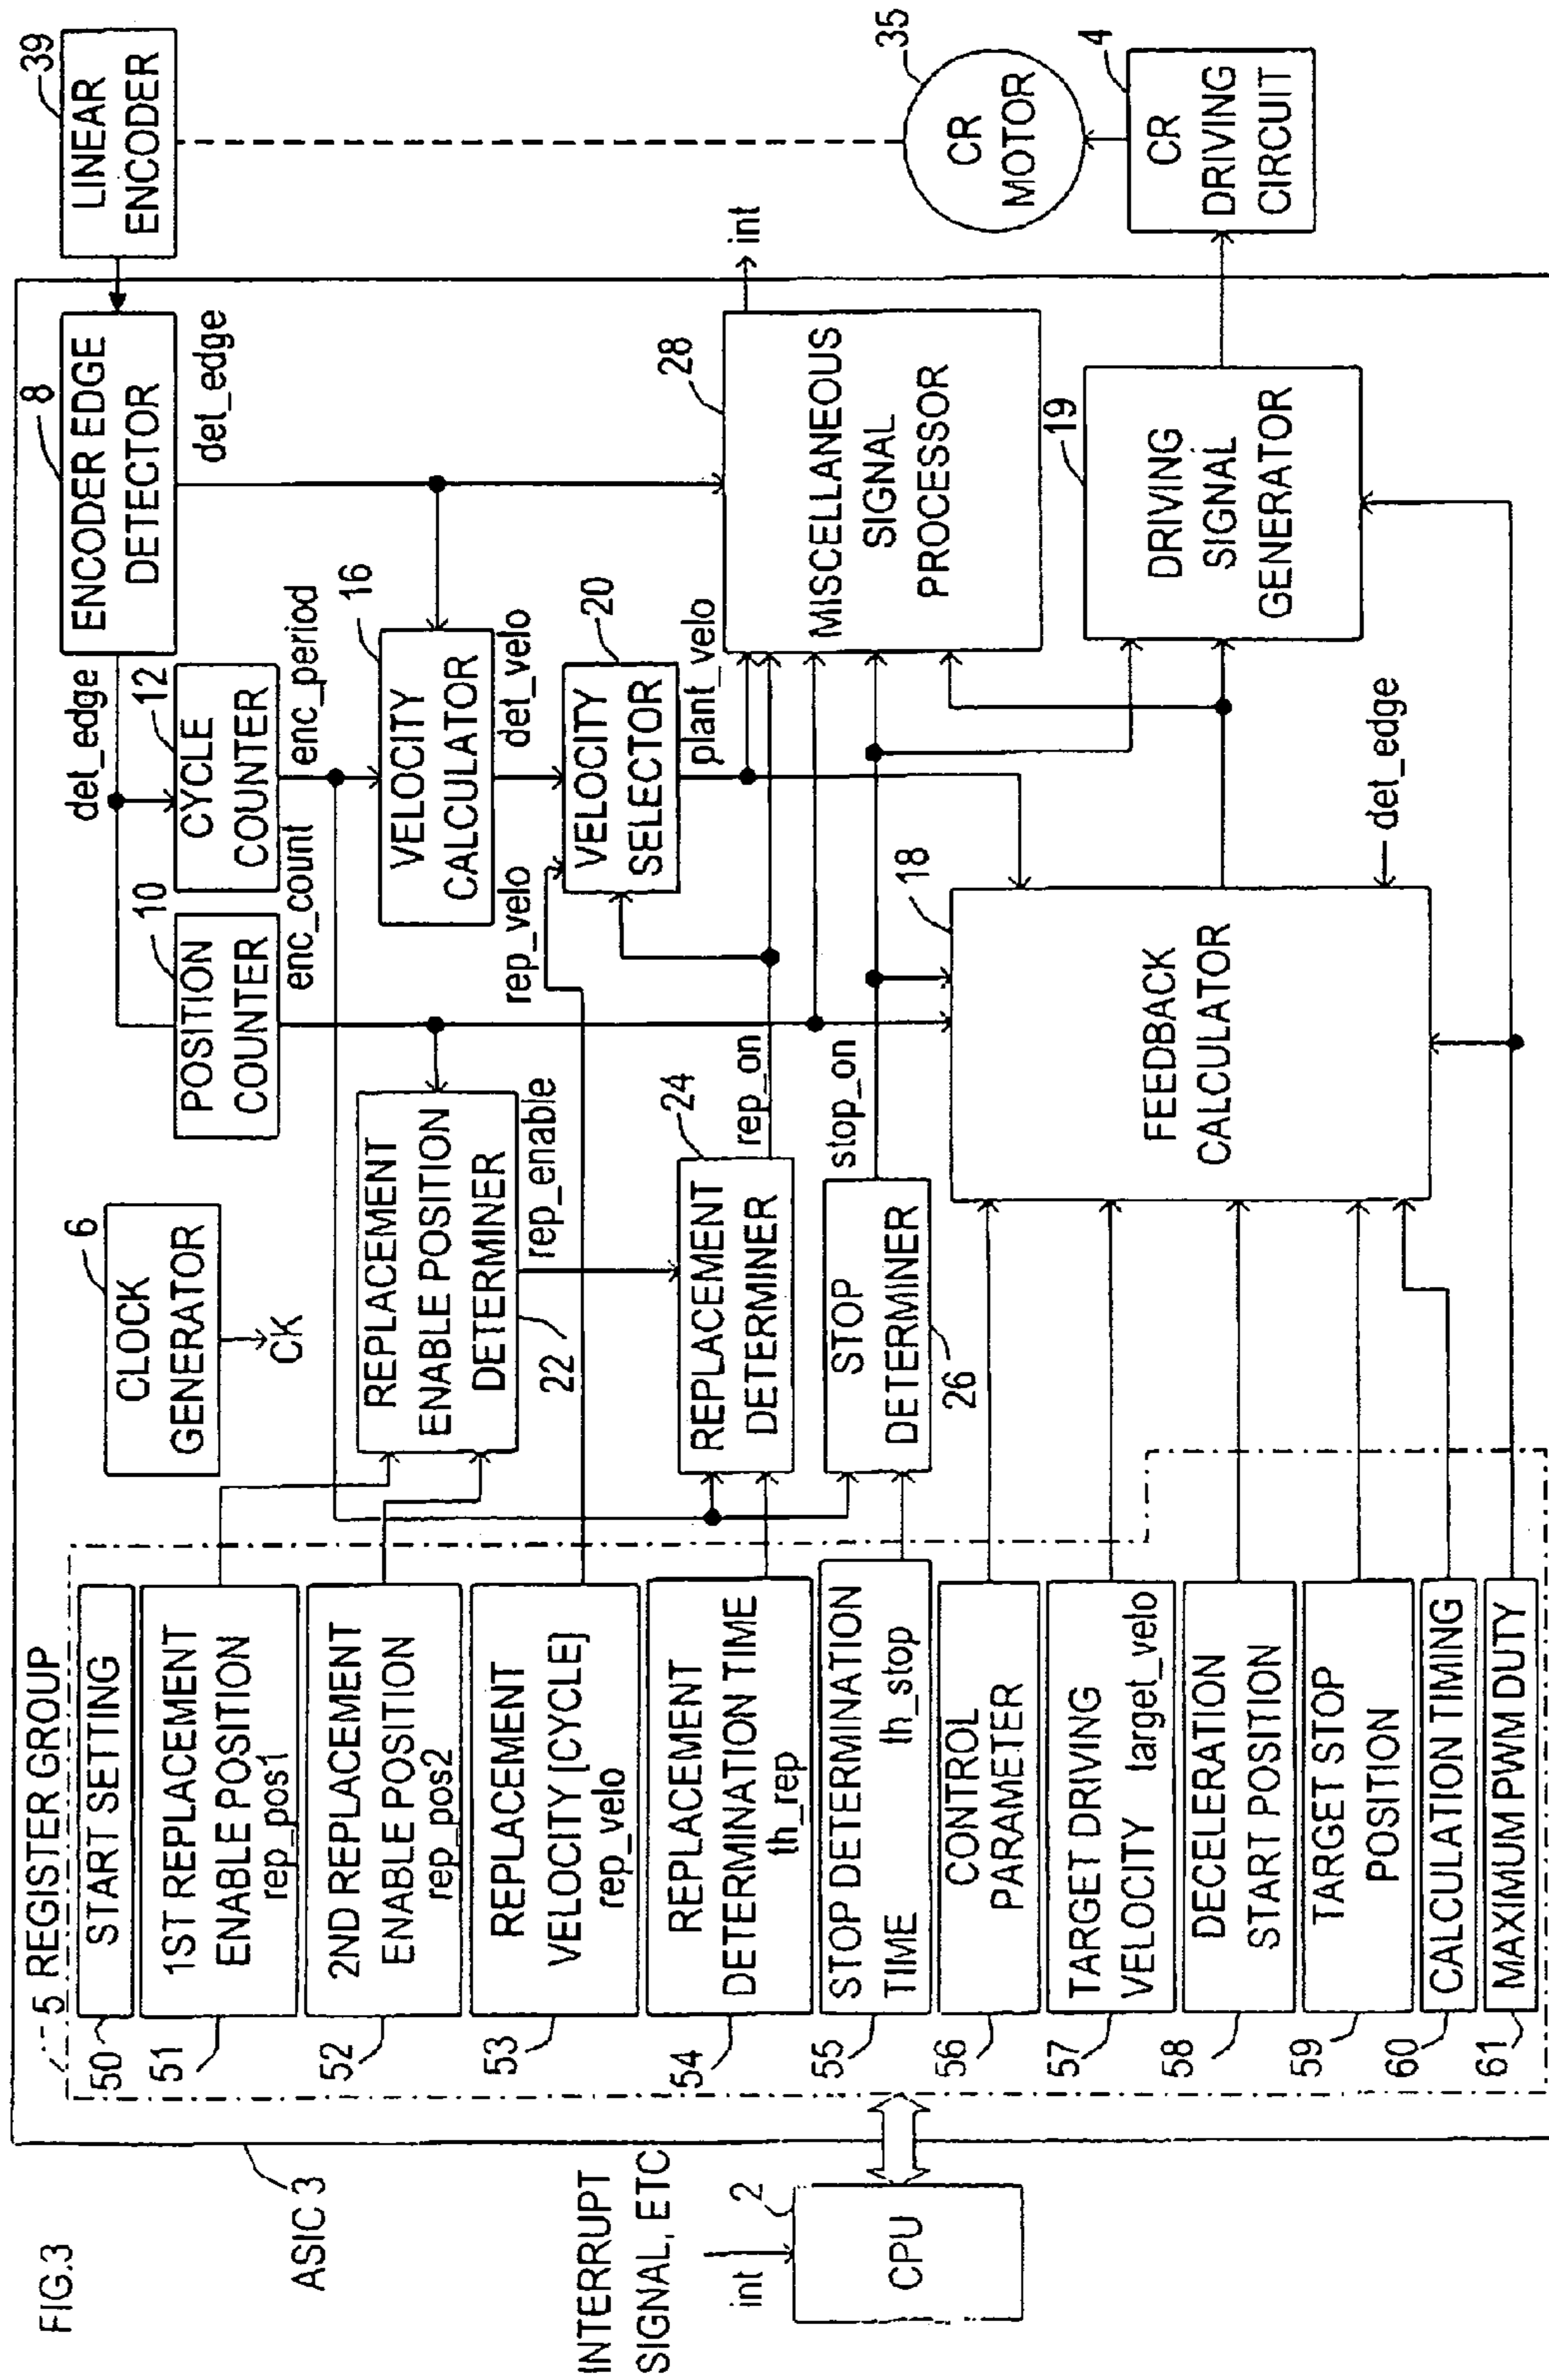 FIG.3
ASIC 3
INTERRUPT
SIGNAL, ETC
int
2
CPU
5 REGISTER GROUP
50
START SETTING
51
1ST REPLACEMENT
ENABLE POSITION
rep_pos1
52
2ND REPLACEMENT
ENABLE POSITION
rep_pos2
53
REPLACEMENT
VELOCITY [CYCLE]
rep_velo
54
REPLACEMENT
DETERMINATION TIME
th_rep
55
STOP DETERMINATION
TIME th_stop
56
CONTROL
PARAMETER
57
TARGET DRIVING
VELOCITY target_velo
58
DECELERATION
START POSITION
59
TARGET STOP
POSITION
60
CALCULATION TIMING
61
MAXIMUM PWM DUTY
6
CLOCK
GENERATOR
CK
REPLACEMENT
ENABLE POSITION
DETERMINER
22
rep_enable
24
REPLACEMENT
DETERMINER
rep_on
STOP
DETERMINER
26
stop_on
10
POSITION
COUNTER
enc_count
12
CYCLE
COUNTER
enc_period
det_edge
8
ENCODER EDGE
DETECTOR
det_edge
16
VELOCITY
CALCULATOR
det_velo
rep_velo
20
VELOCITY
SELECTOR
plant_velo
28
MISCELLANEOUS
SIGNAL
PROCESSOR
int
18
FEEDBACK
CALCULATOR
det_edge
19
DRIVING
SIGNAL
GENERATOR
39
LINEAR
ENCODER
35
CR
MOTOR
4
CR
DRIVING
CIRCUIT